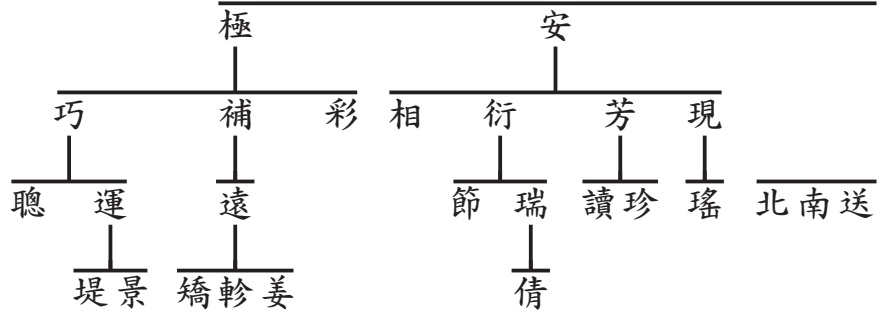 極 安
巧 補 彩 相 衍 芳 現
聰 運 遠 節 瑞 讀 珍 瑤 北 南 送
堤 景 矯 軫 姜 倩